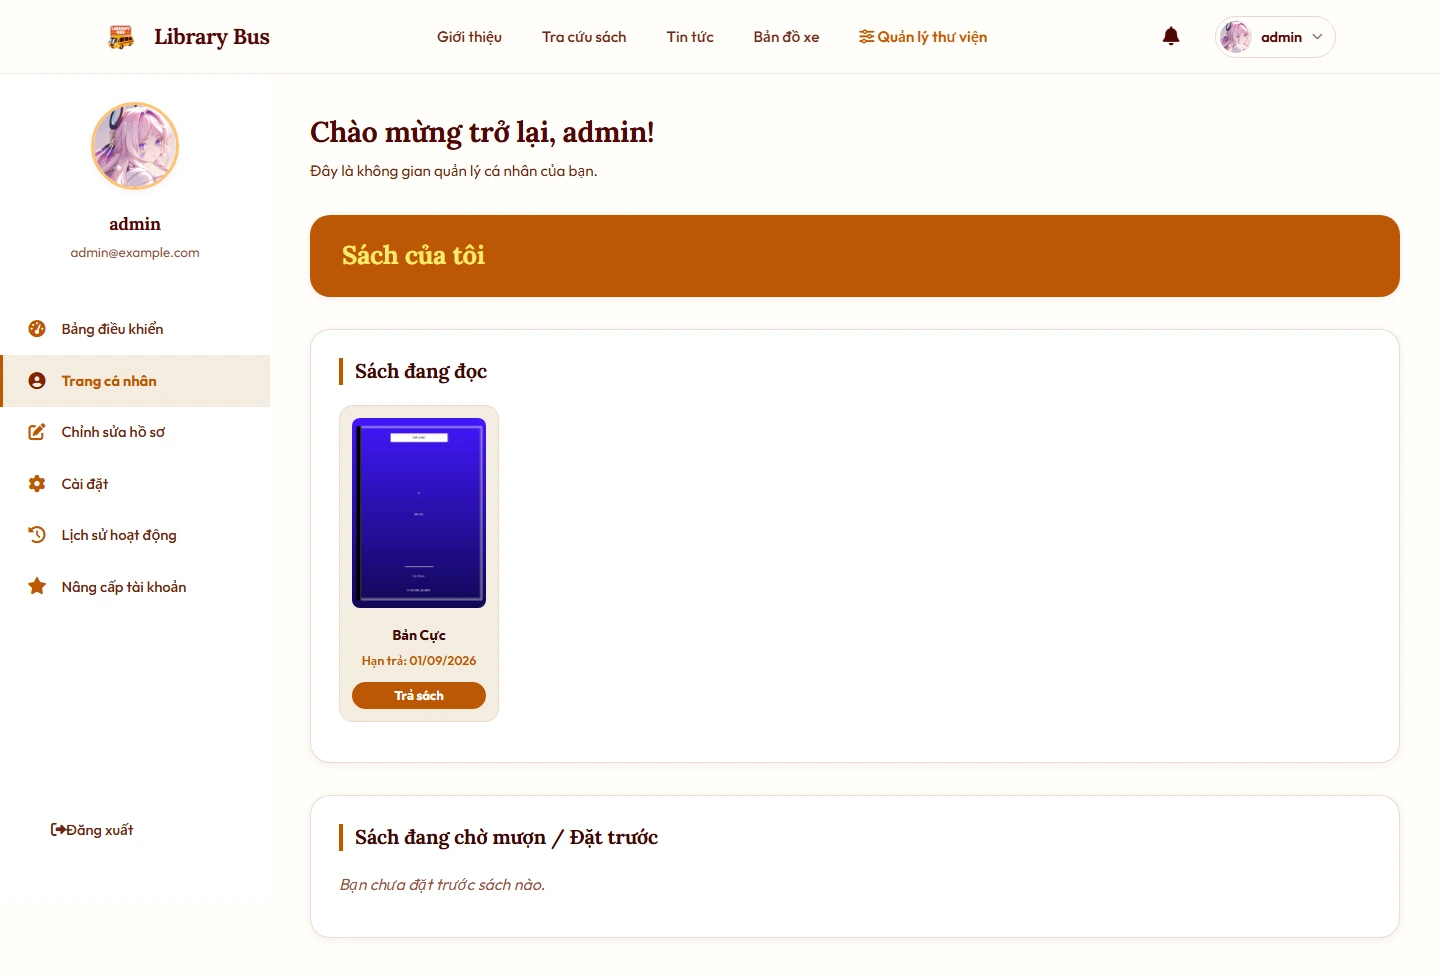 Library Bus
Giới thiệu
Tra cứu sách
Tin tức
Bản đồ xe
Quản lý thư viện
admin
admin
admin@example.com
Bảng điều khiển
Trang cá nhân
Chỉnh sửa hồ sơ
Cài đặt
Lịch sử hoạt động
Nâng cấp tài khoản
Đăng xuất
Chào mừng trở lại, admin!
Đây là không gian quản lý cá nhân của bạn.
Sách của tôi
Sách đang đọc
Bản Cực
Hạn trả: 01/09/2026
Trả sách
Sách đang chờ mượn / Đặt trước
Bạn chưa đặt trước sách nào.